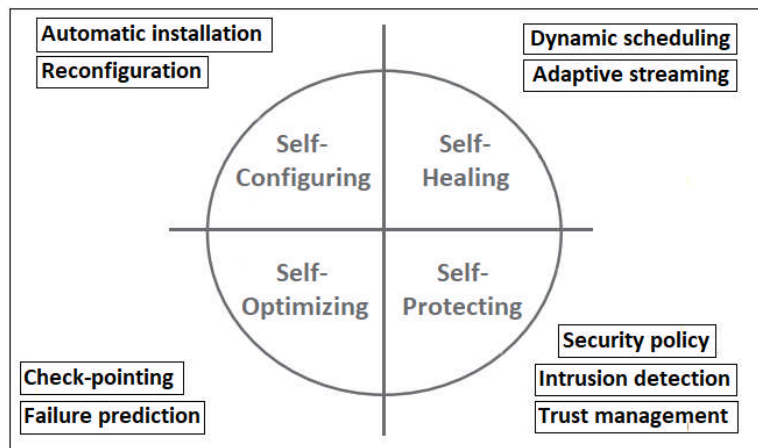 Automatic installation
Reconfiguration
Dynamic scheduling
Adaptive streaming
Self-
Configuring
Self-
Healing
Self-
Optimizing
Self-
Protecting
Check-pointing
Failure prediction
Security policy
Intrusion detection
Trust management